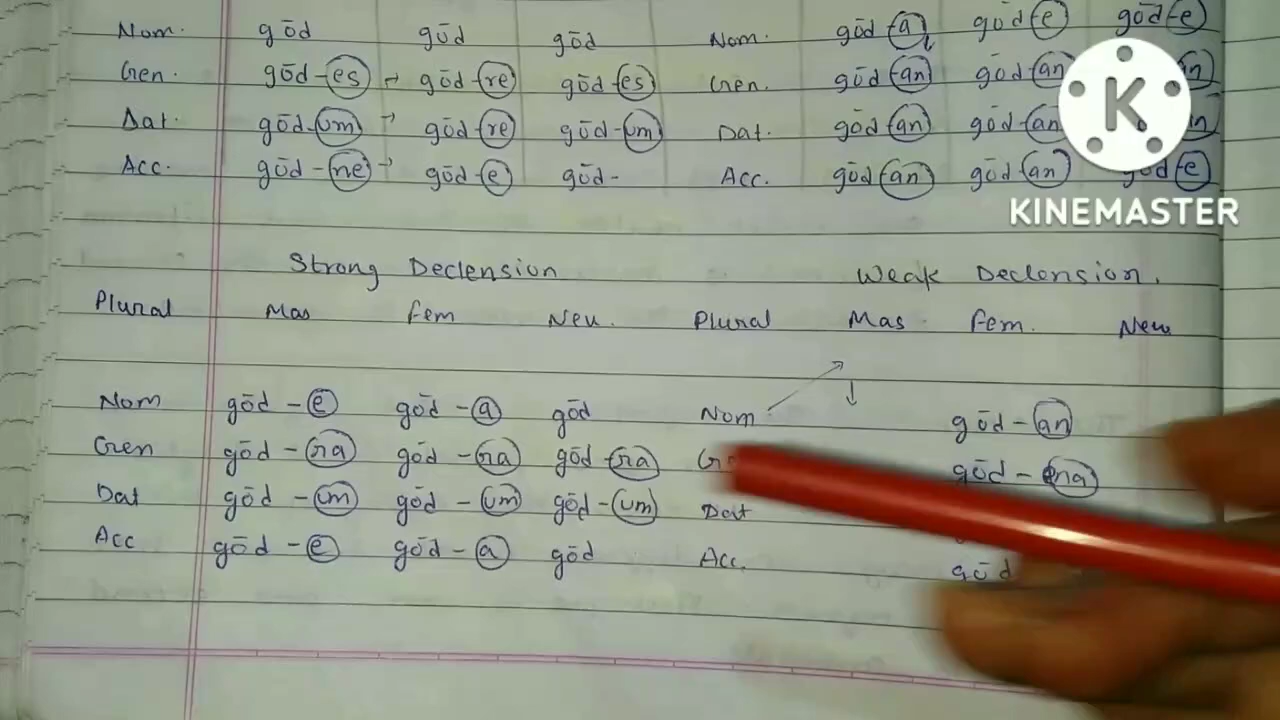 Nom. gōd gōd gōd Nom. gōd (a) gōd (e) gōd-(e)
Gen. gōd-(es) → gōd-(re) gōd-(es) Gen. gōd (an) gōd-(an)
Dat. gōd-(um) → gōd-(re) gōd-(um) Dat. gōd (an) gōd-(an)
Acc. gōd-(ne) → gōd-(e) gōd- Acc. gōd (an) gōd-(an) gōd (e)
K
KINEMASTER
Strong Declension Weak Declension.
Plural Mas Fem Neu. Plural Mas. Fem. Neu
Nom gōd-(e) gōd-(a) gōd Nom gōd-(an)
Gen gōd-(ra) gōd-(ra) gōd-(ra) gōd-(ena)
Dat gōd-(um) gōd-(um) gōd-(um) Dat
Acc gōd-(e) gōd-(a) gōd Acc. gōd